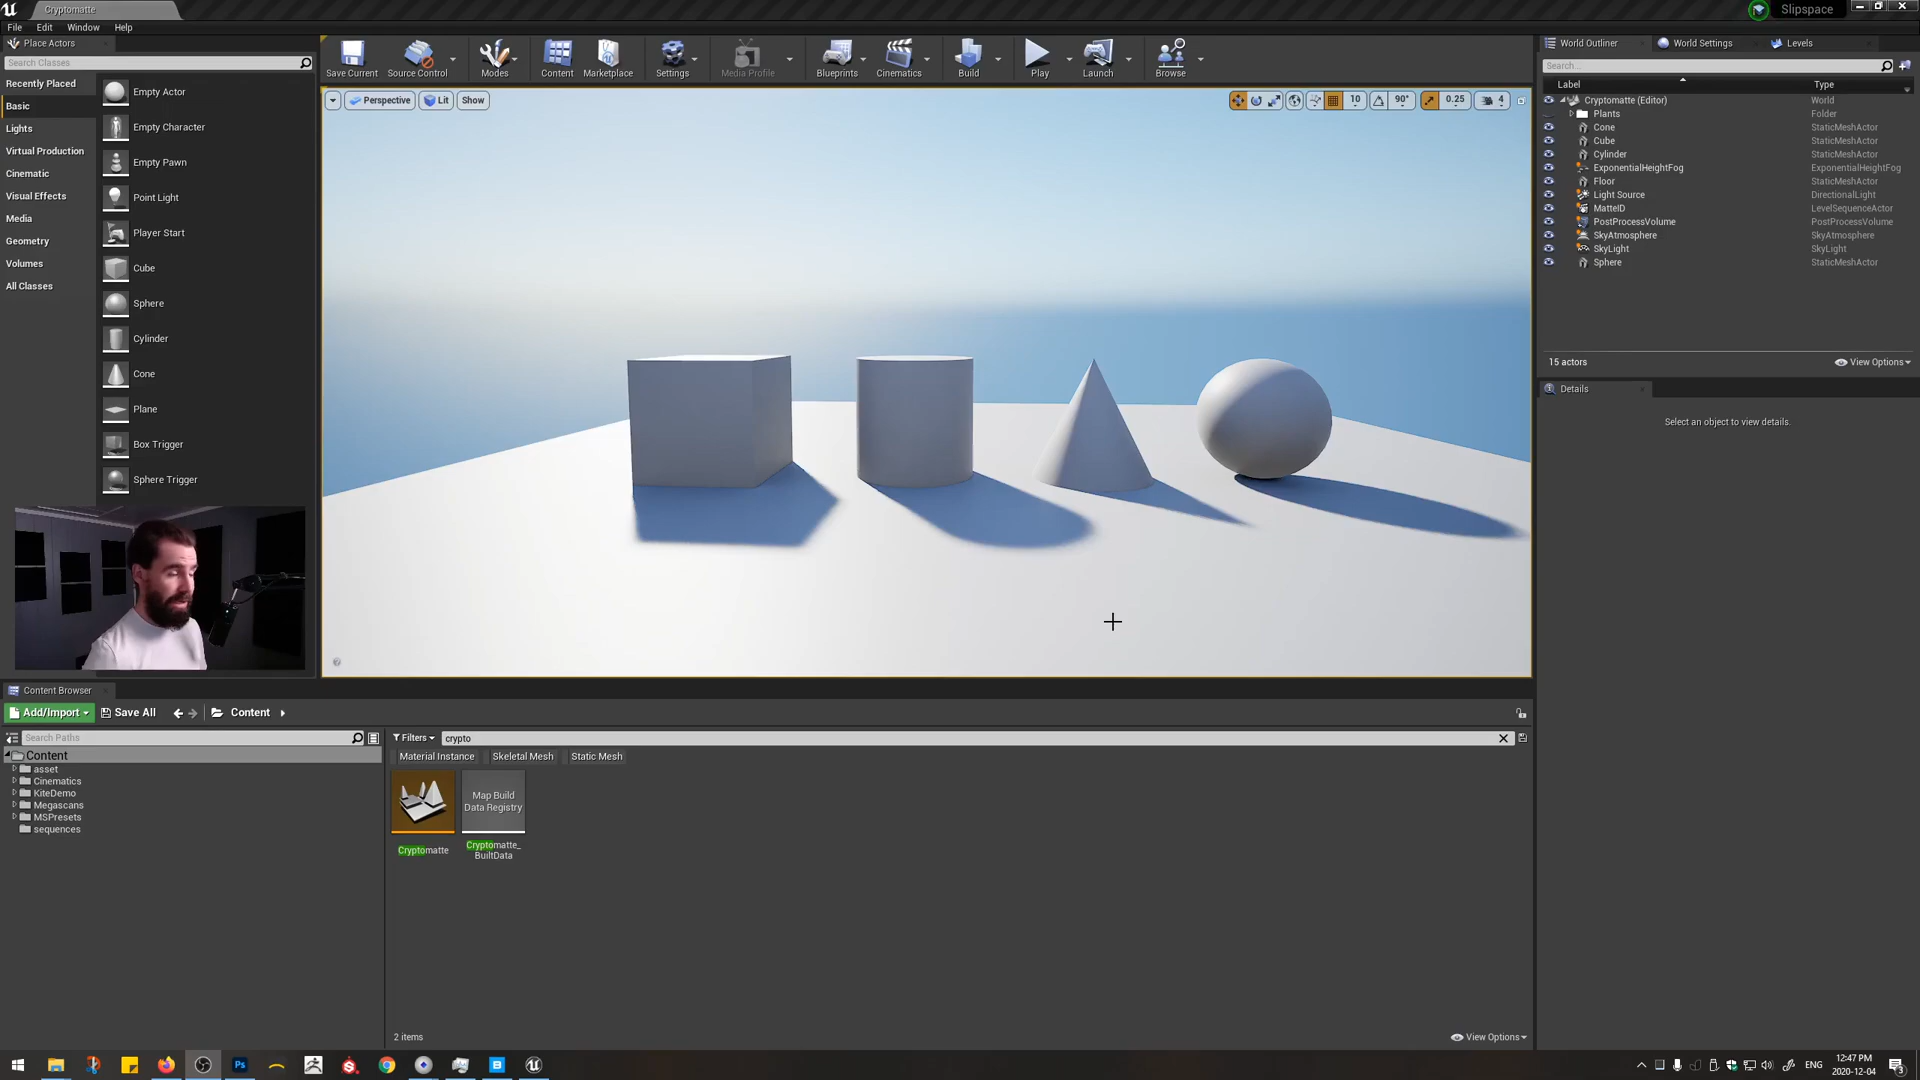 Cryptomatte
Slipspace
File Edit Window Help
Place Actors
Search Classes
Recently Placed
Basic
Lights
Virtual Production
Cinematic
Visual Effects
Media
Geometry
Volumes
All Classes
Empty Actor
Empty Character
Empty Pawn
Point Light
Player Start
Cube
Sphere
Cylinder
Cone
Plane
Box Trigger
Sphere Trigger
Save Current
Source Control
Modes
Content
Marketplace
Settings
Media Profile
Blueprints
Cinematics
Build
Play
Launch
Browse
Perspective Lit Show
10 90° 0.25 4
World Outliner World Settings Levels
Search...
Label Type
Cryptomatte (Editor) World
Plants Folder
Cone StaticMeshActor
Cube StaticMeshActor
Cylinder StaticMeshActor
ExponentialHeightFog ExponentialHeightFog
Floor StaticMeshActor
Light Source DirectionalLight
MatteID LevelSequenceActor
PostProcessVolume PostProcessVolume
SkyAtmosphere SkyAtmosphere
SkyLight SkyLight
Sphere StaticMeshActor
15 actors View Options
Details
Select an object to view details.
Content Browser
Add/Import Save All Content
Search Paths
Content
asset
Cinematics
KiteDemo
Megascans
MSPresets
sequences
Filters crypto
Material Instance Skeletal Mesh Static Mesh
Map Build
Data Registry
Cryptomatte
Cryptomatte_
BuiltData
2 items View Options
Ps
ENG
12:47 PM
2020-12-04
3